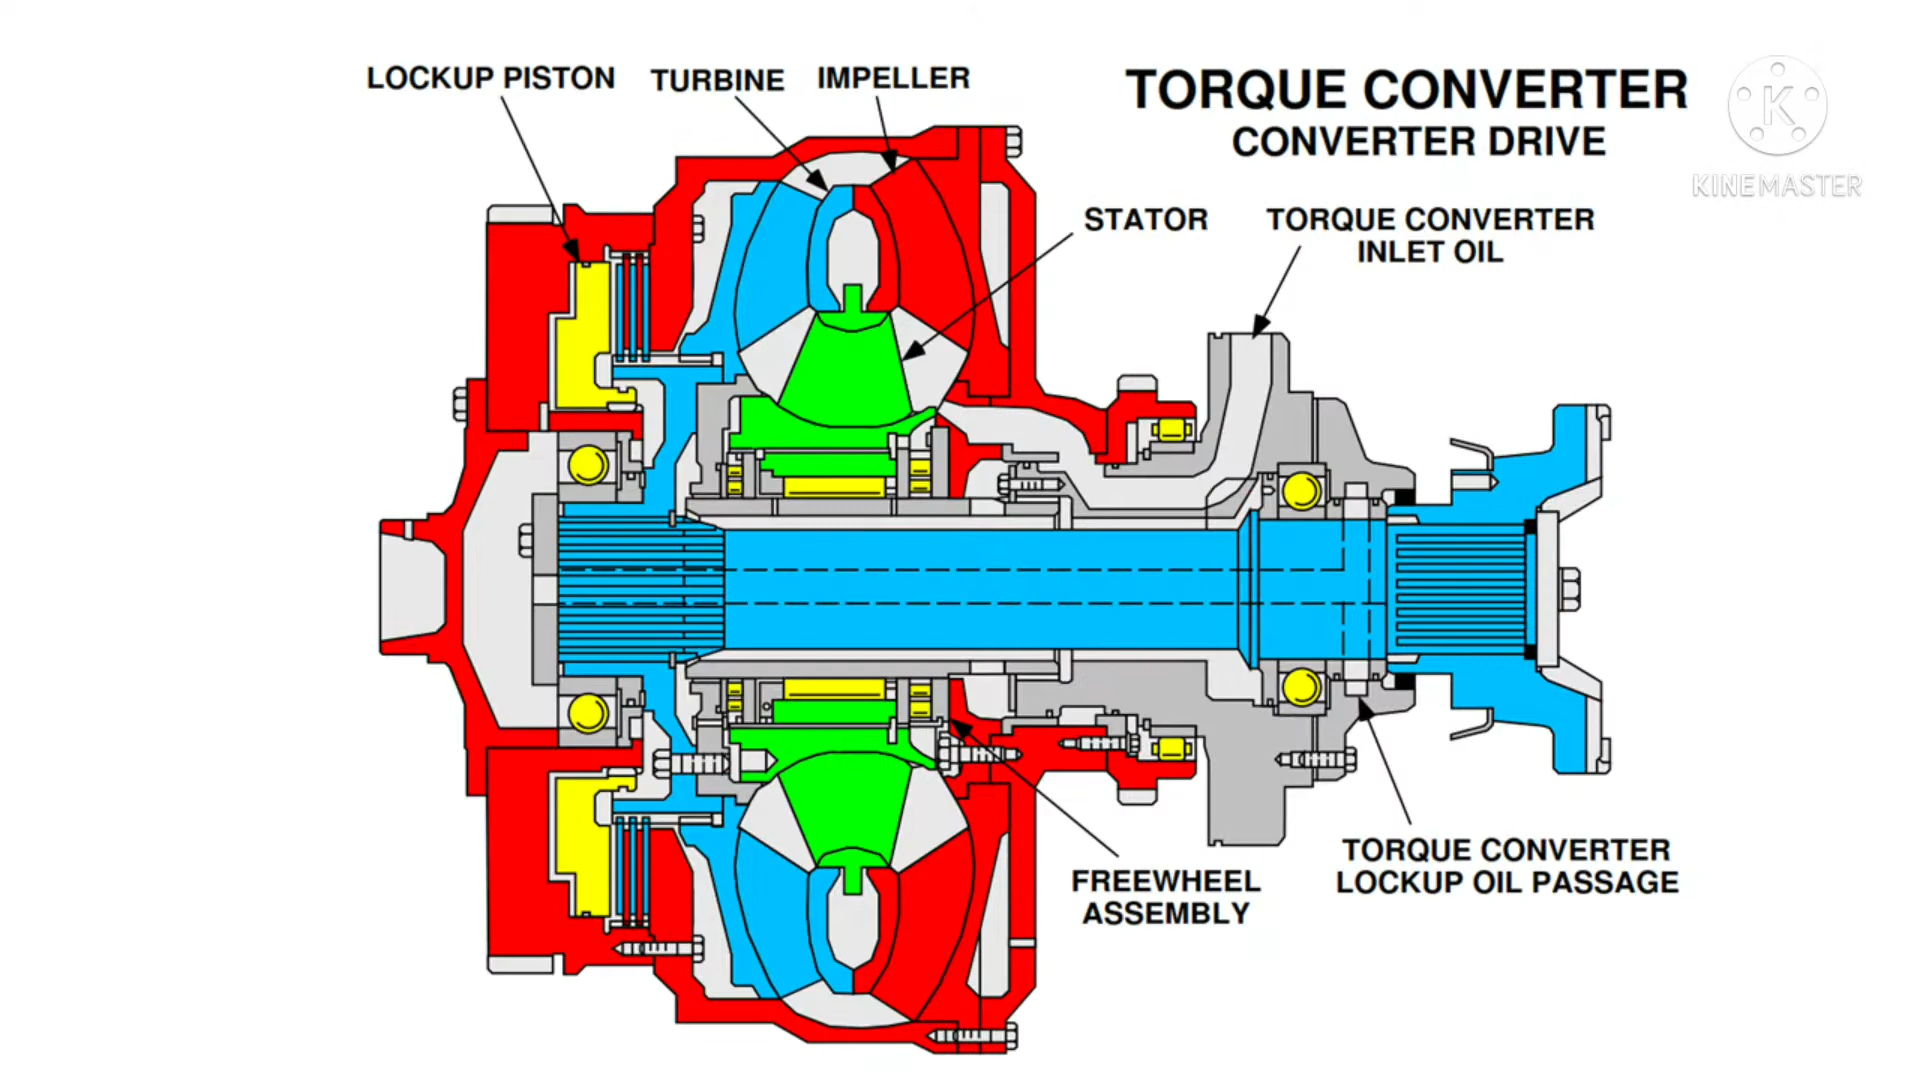 LOCKUP PISTON
TURBINE
IMPELLER
TORQUE CONVERTER
CONVERTER DRIVE
K
KINEMASTER
STATOR
TORQUE CONVERTER
INLET OIL
FREEWHEEL
ASSEMBLY
TORQUE CONVERTER
LOCKUP OIL PASSAGE